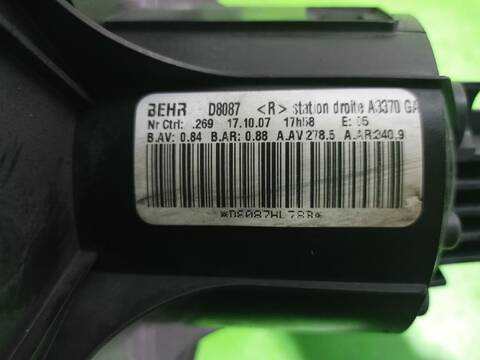 BEHR D8087 <R> station droite A3370 GA
Nr Ctrl: .269 17.10.07 17h58 E: 05
B.AV: 0.84 B.AR: 0.88 A.AV:278.5 A.AR:240.9
*D8087WL78B*